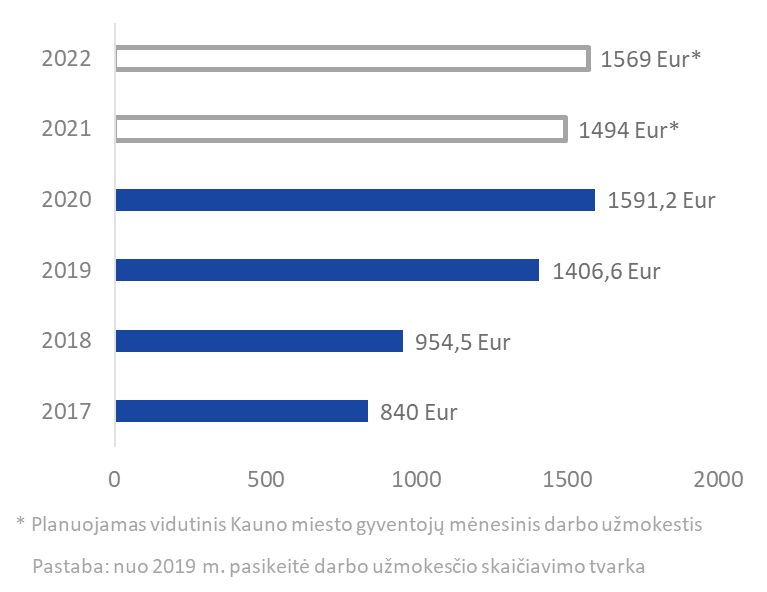 2022 1569 Eur*
2021 1494 Eur*
2020 1591,2 Eur
2019 1406,6 Eur
2018 954,5 Eur
2017 840 Eur
0 500 1000 1500 2000
* Planuojamas vidutinis Kauno miesto gyventojų mėnesinis darbo užmokestis
Pastaba: nuo 2019 m. pasikeitė darbo užmokesčio skaičiavimo tvarka